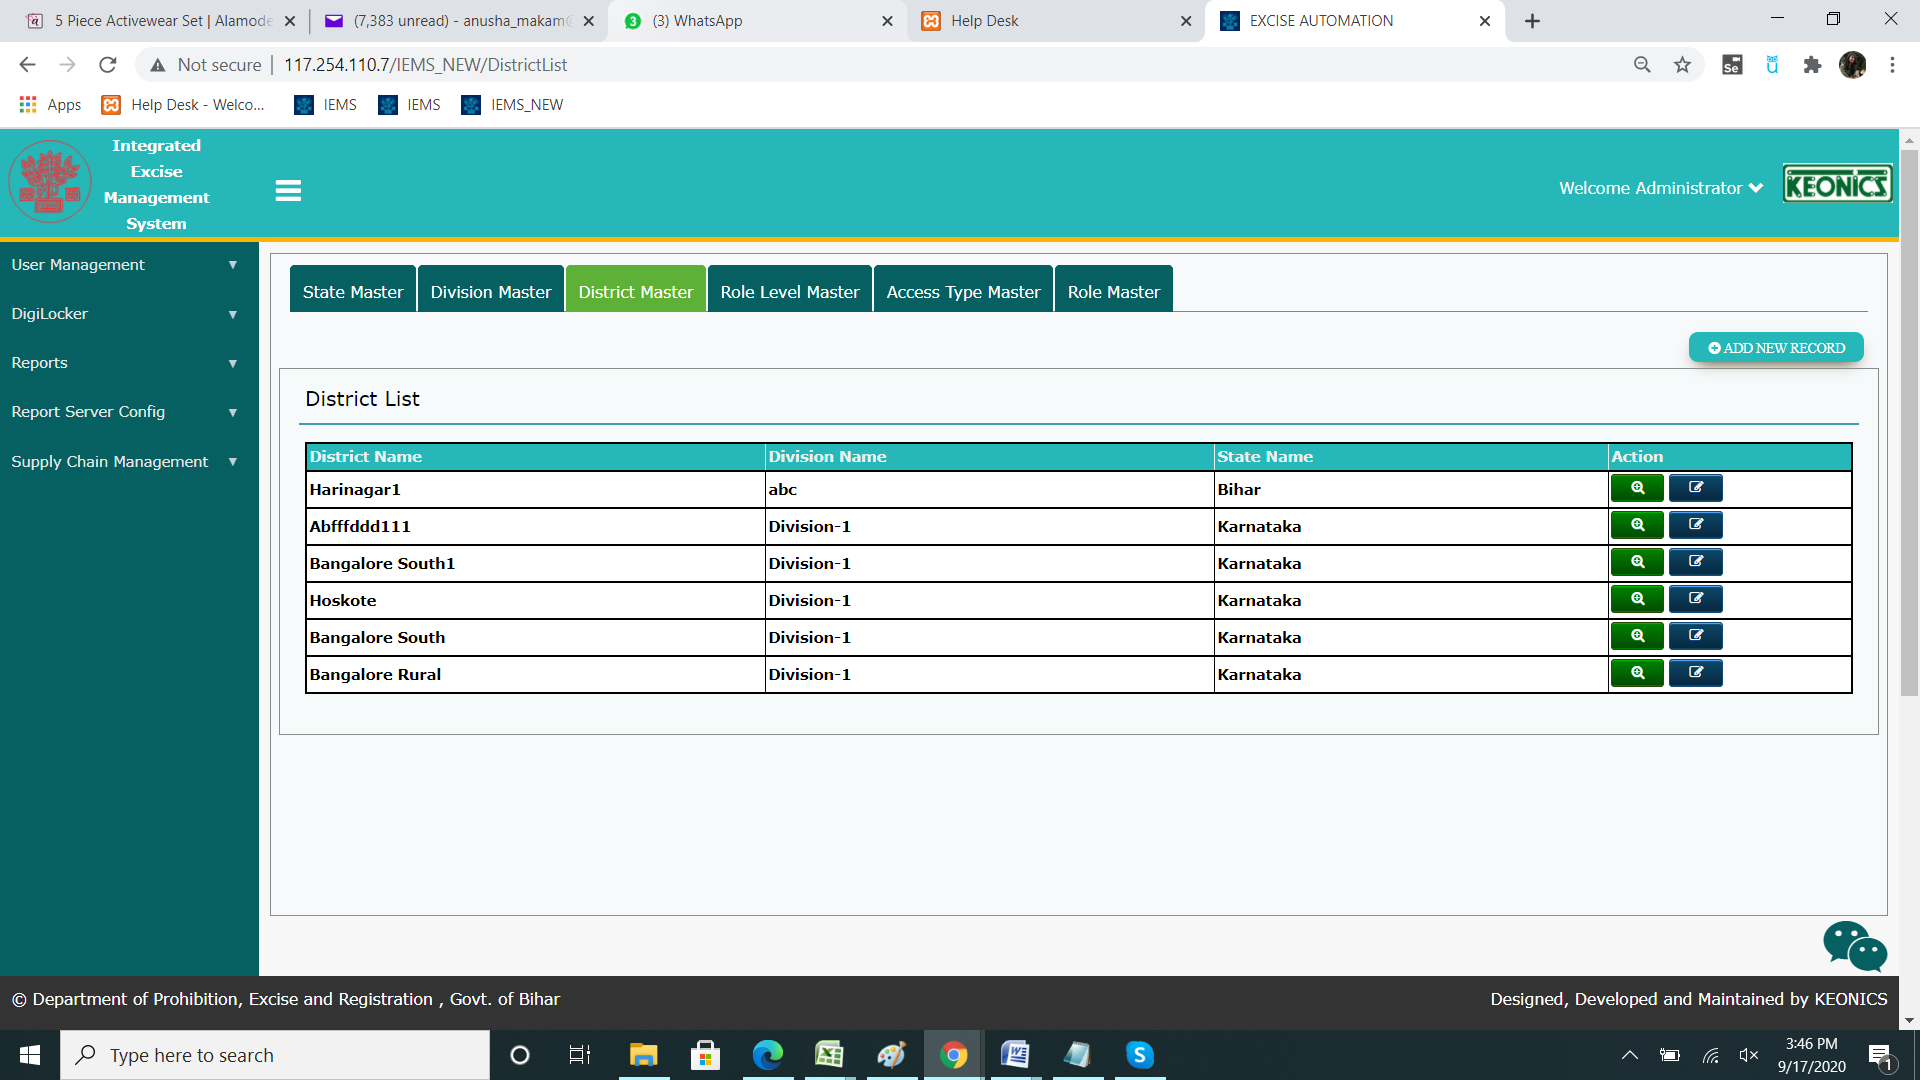 5 Piece Activewear Set | Alamode
(7,383 unread) - anusha_makam@
(3) WhatsApp
Help Desk
EXCISE AUTOMATION
Not secure
117.254.110.7/IEMS_NEW/DistrictList
Apps
Help Desk - Welco...
IEMS
IEMS
IEMS_NEW
Integrated
Excise
Management
System
Welcome Administrator
KEONICS
User Management
DigiLocker
Reports
Report Server Config
Supply Chain Management
State Master
Division Master
District Master
Role Level Master
Access Type Master
Role Master
ADD NEW RECORD
District List
District Name Division Name State Name Action
Harinagar1 abc Bihar
Abfffddd111 Division-1 Karnataka
Bangalore South1 Division-1 Karnataka
Hoskote Division-1 Karnataka
Bangalore South Division-1 Karnataka
Bangalore Rural Division-1 Karnataka
© Department of Prohibition, Excise and Registration , Govt. of Bihar
Designed, Developed and Maintained by KEONICS
Type here to search
3:46 PM
9/17/2020
1